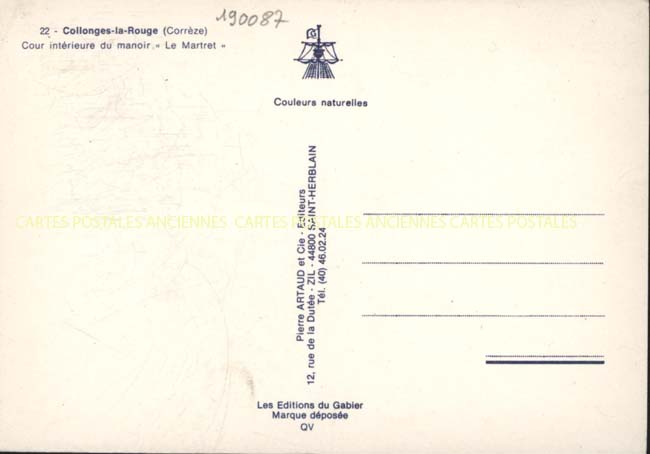 190087
22 - Collonges-la-Rouge (Corrèze)
Cour intérieure du manoir « Le Martret »
Couleurs naturelles
Pierre ARTAUD et Cie - Editeurs
12, rue de la Dutée - ZIL - 44800 SAINT-HERBLAIN
Tél. (40) 46.02.24
CARTES POSTALES ANCIENNES CARTES POSTALES ANCIENNES CARTES POSTALES ANCIENNES
Les Editions du Gabier
Marque déposée
QV